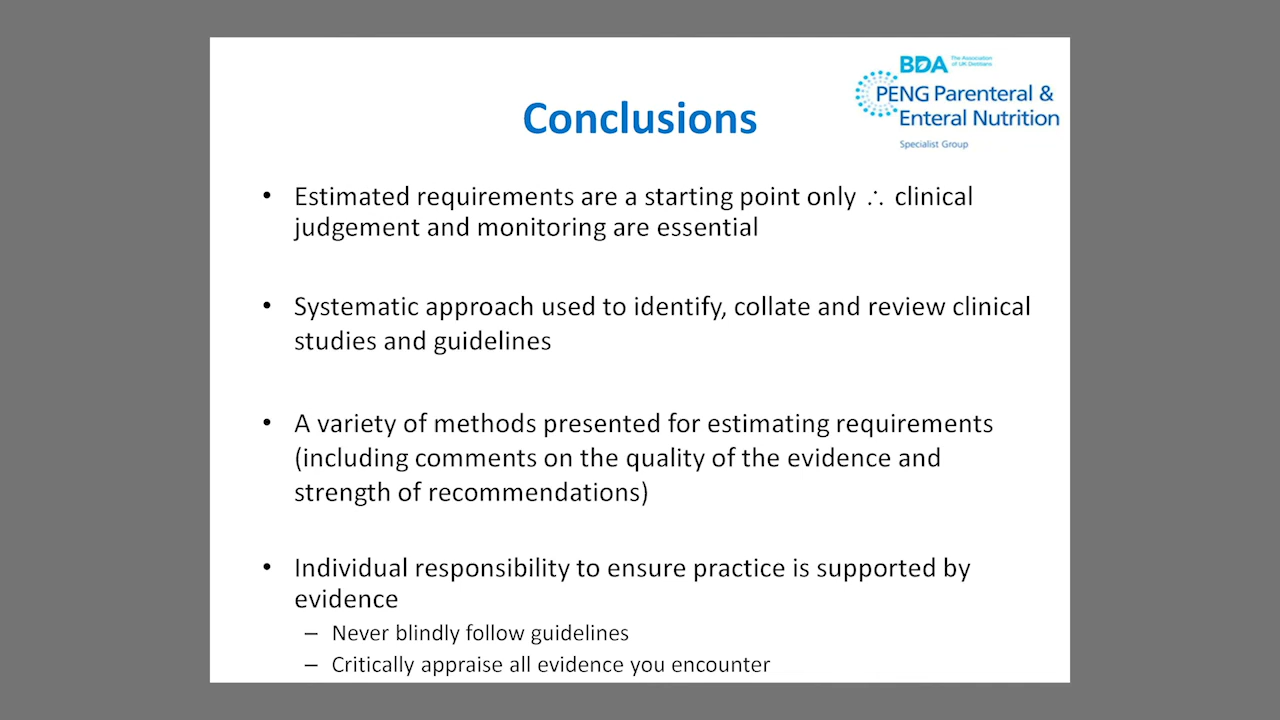 BDA The Association
of UK Dietitians
PENG Parenteral &
Enteral Nutrition
Specialist Group
Conclusions
• Estimated requirements are a starting point only ∴ clinical
judgement and monitoring are essential
• Systematic approach used to identify, collate and review clinical
studies and guidelines
• A variety of methods presented for estimating requirements
(including comments on the quality of the evidence and
strength of recommendations)
• Individual responsibility to ensure practice is supported by
evidence
– Never blindly follow guidelines
– Critically appraise all evidence you encounter